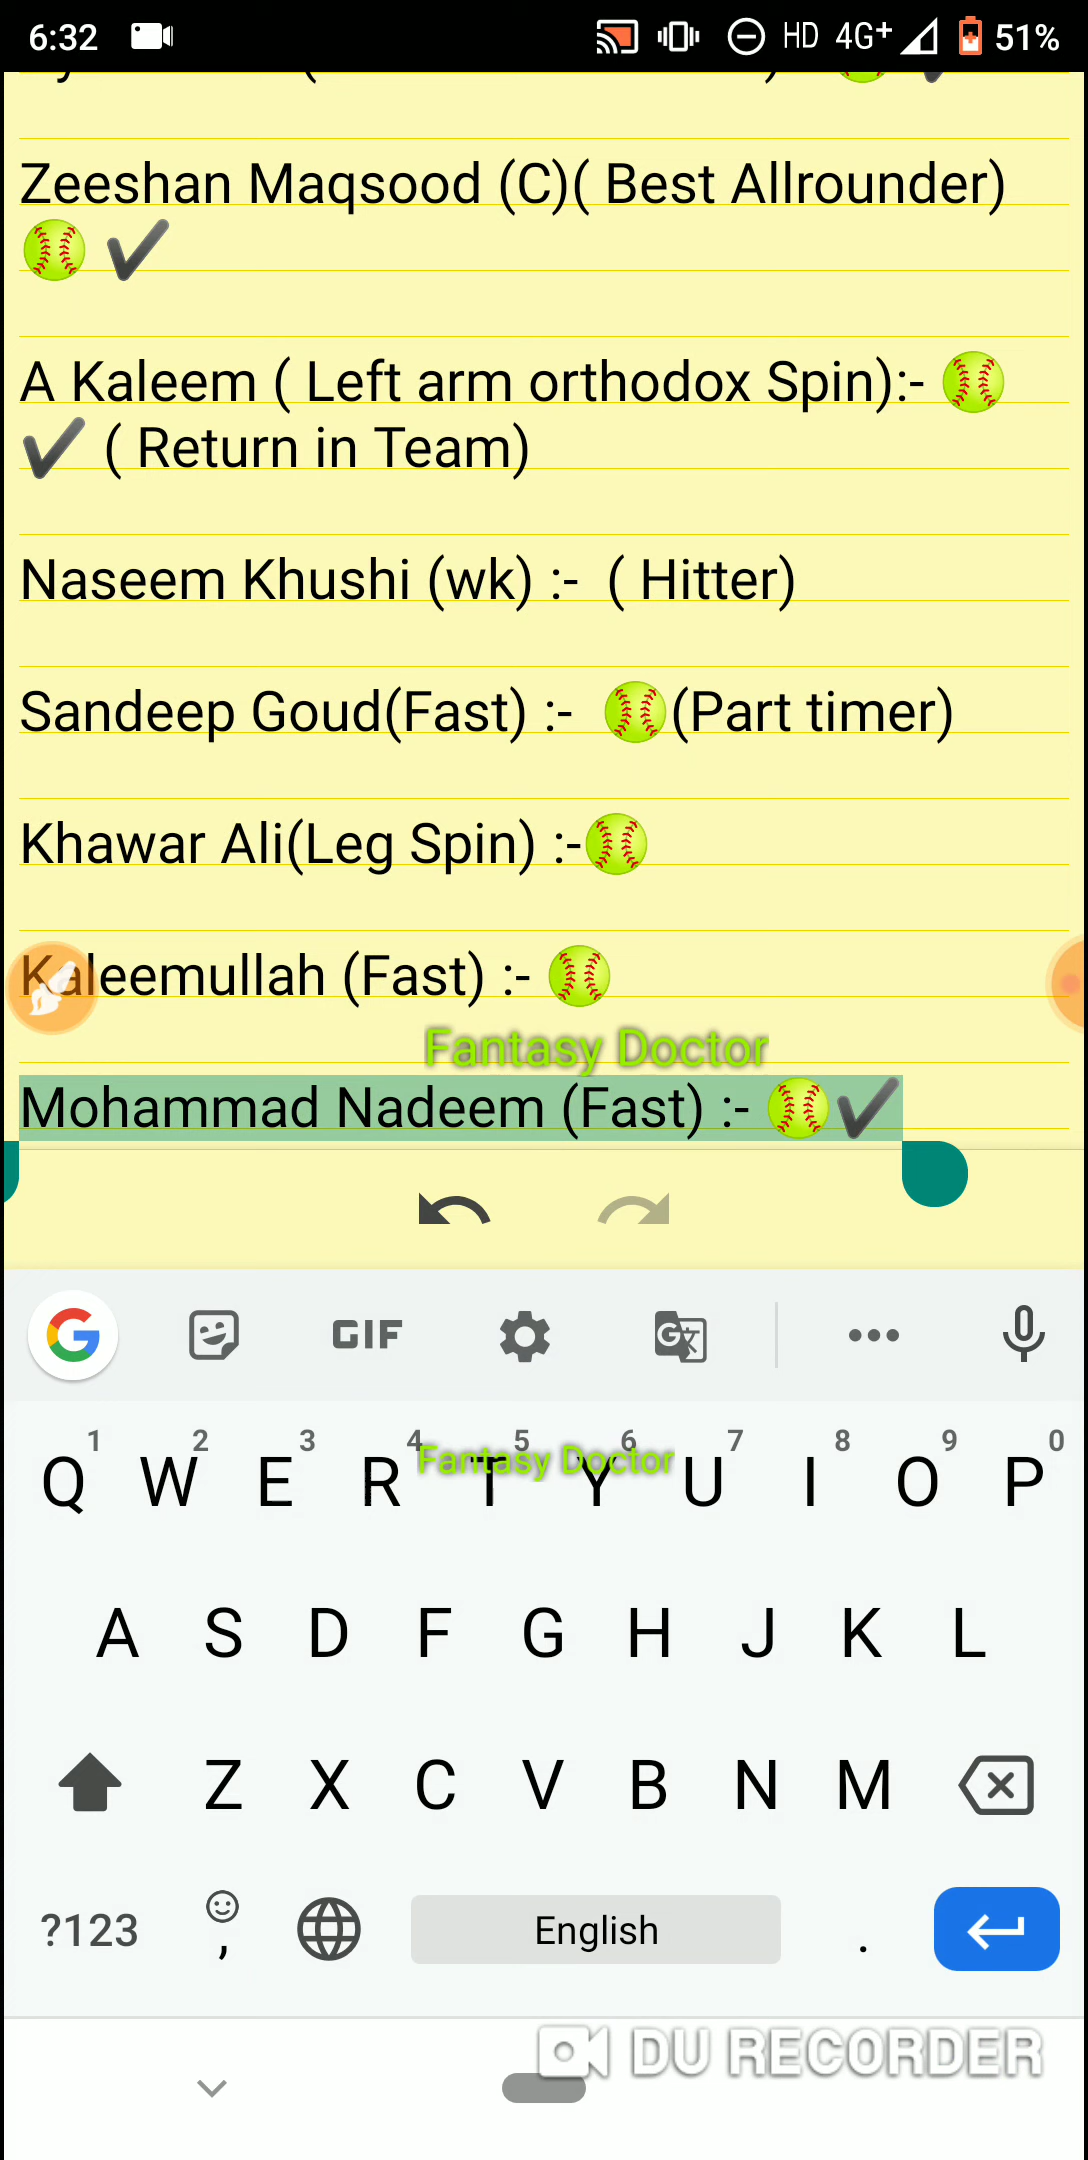 6:32 HD 4G+ 51%
Zeeshan Maqsood (C)( Best Allrounder)
🥎 ✔
A Kaleem ( Left arm orthodox Spin):- 🥎
✔ ( Return in Team)
Naseem Khushi (wk) :-  ( Hitter)
Sandeep Goud(Fast) :-  🥎(Part timer)
Khawar Ali(Leg Spin) :-🥎
Kaleemullah (Fast) :- 🥎
Fantasy Doctor
Mohammad Nadeem (Fast) :- 🥎✔
GIF
1 2 3 4 5 6 7 8 9 0
Q W E R T Y U I O P
Fantasy Doctor
A S D F G H J K L
Z X C V B N M
?123 , English .
DU RECORDER